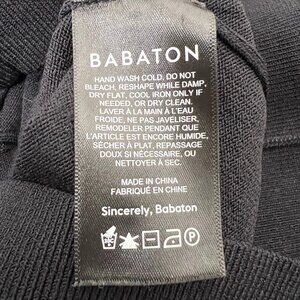 BABATON
HAND WASH COLD, DO NOT
BLEACH, RESHAPE WHILE DAMP,
DRY FLAT, COOL IRON ONLY IF
NEEDED, OR DRY CLEAN.
LAVER À LA MAIN À L'EAU
FROIDE, NE PAS JAVELISER,
REMODELER PENDANT QUE
L'ARTICLE EST ENCORE HUMIDE,
SÉCHER À PLAT, REPASSAGE
DOUX SI NÉCESSAIRE, OU
NETTOYER À SEC.
MADE IN CHINA
FABRIQUÉ EN CHINE
Sincerely, Babaton